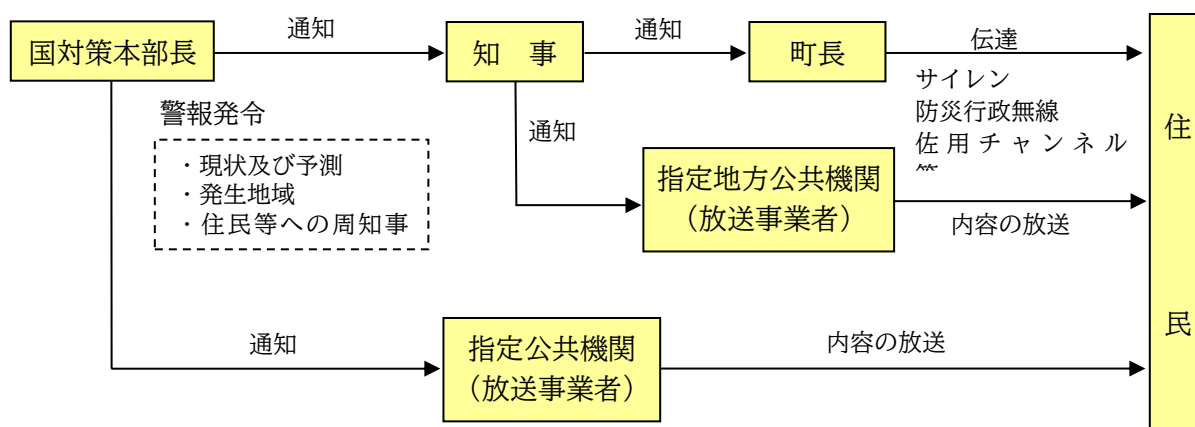 国対策本部長
通知
知 事
通知
町長
伝達
サイレン
防災行政無線
佐用チャンネル
警報発令
・現状及び予測
・発生地域
・住民等への周知事
通知
指定地方公共機関
（放送事業者）
内容の放送
通知
指定公共機関
（放送事業者）
内容の放送
住
民